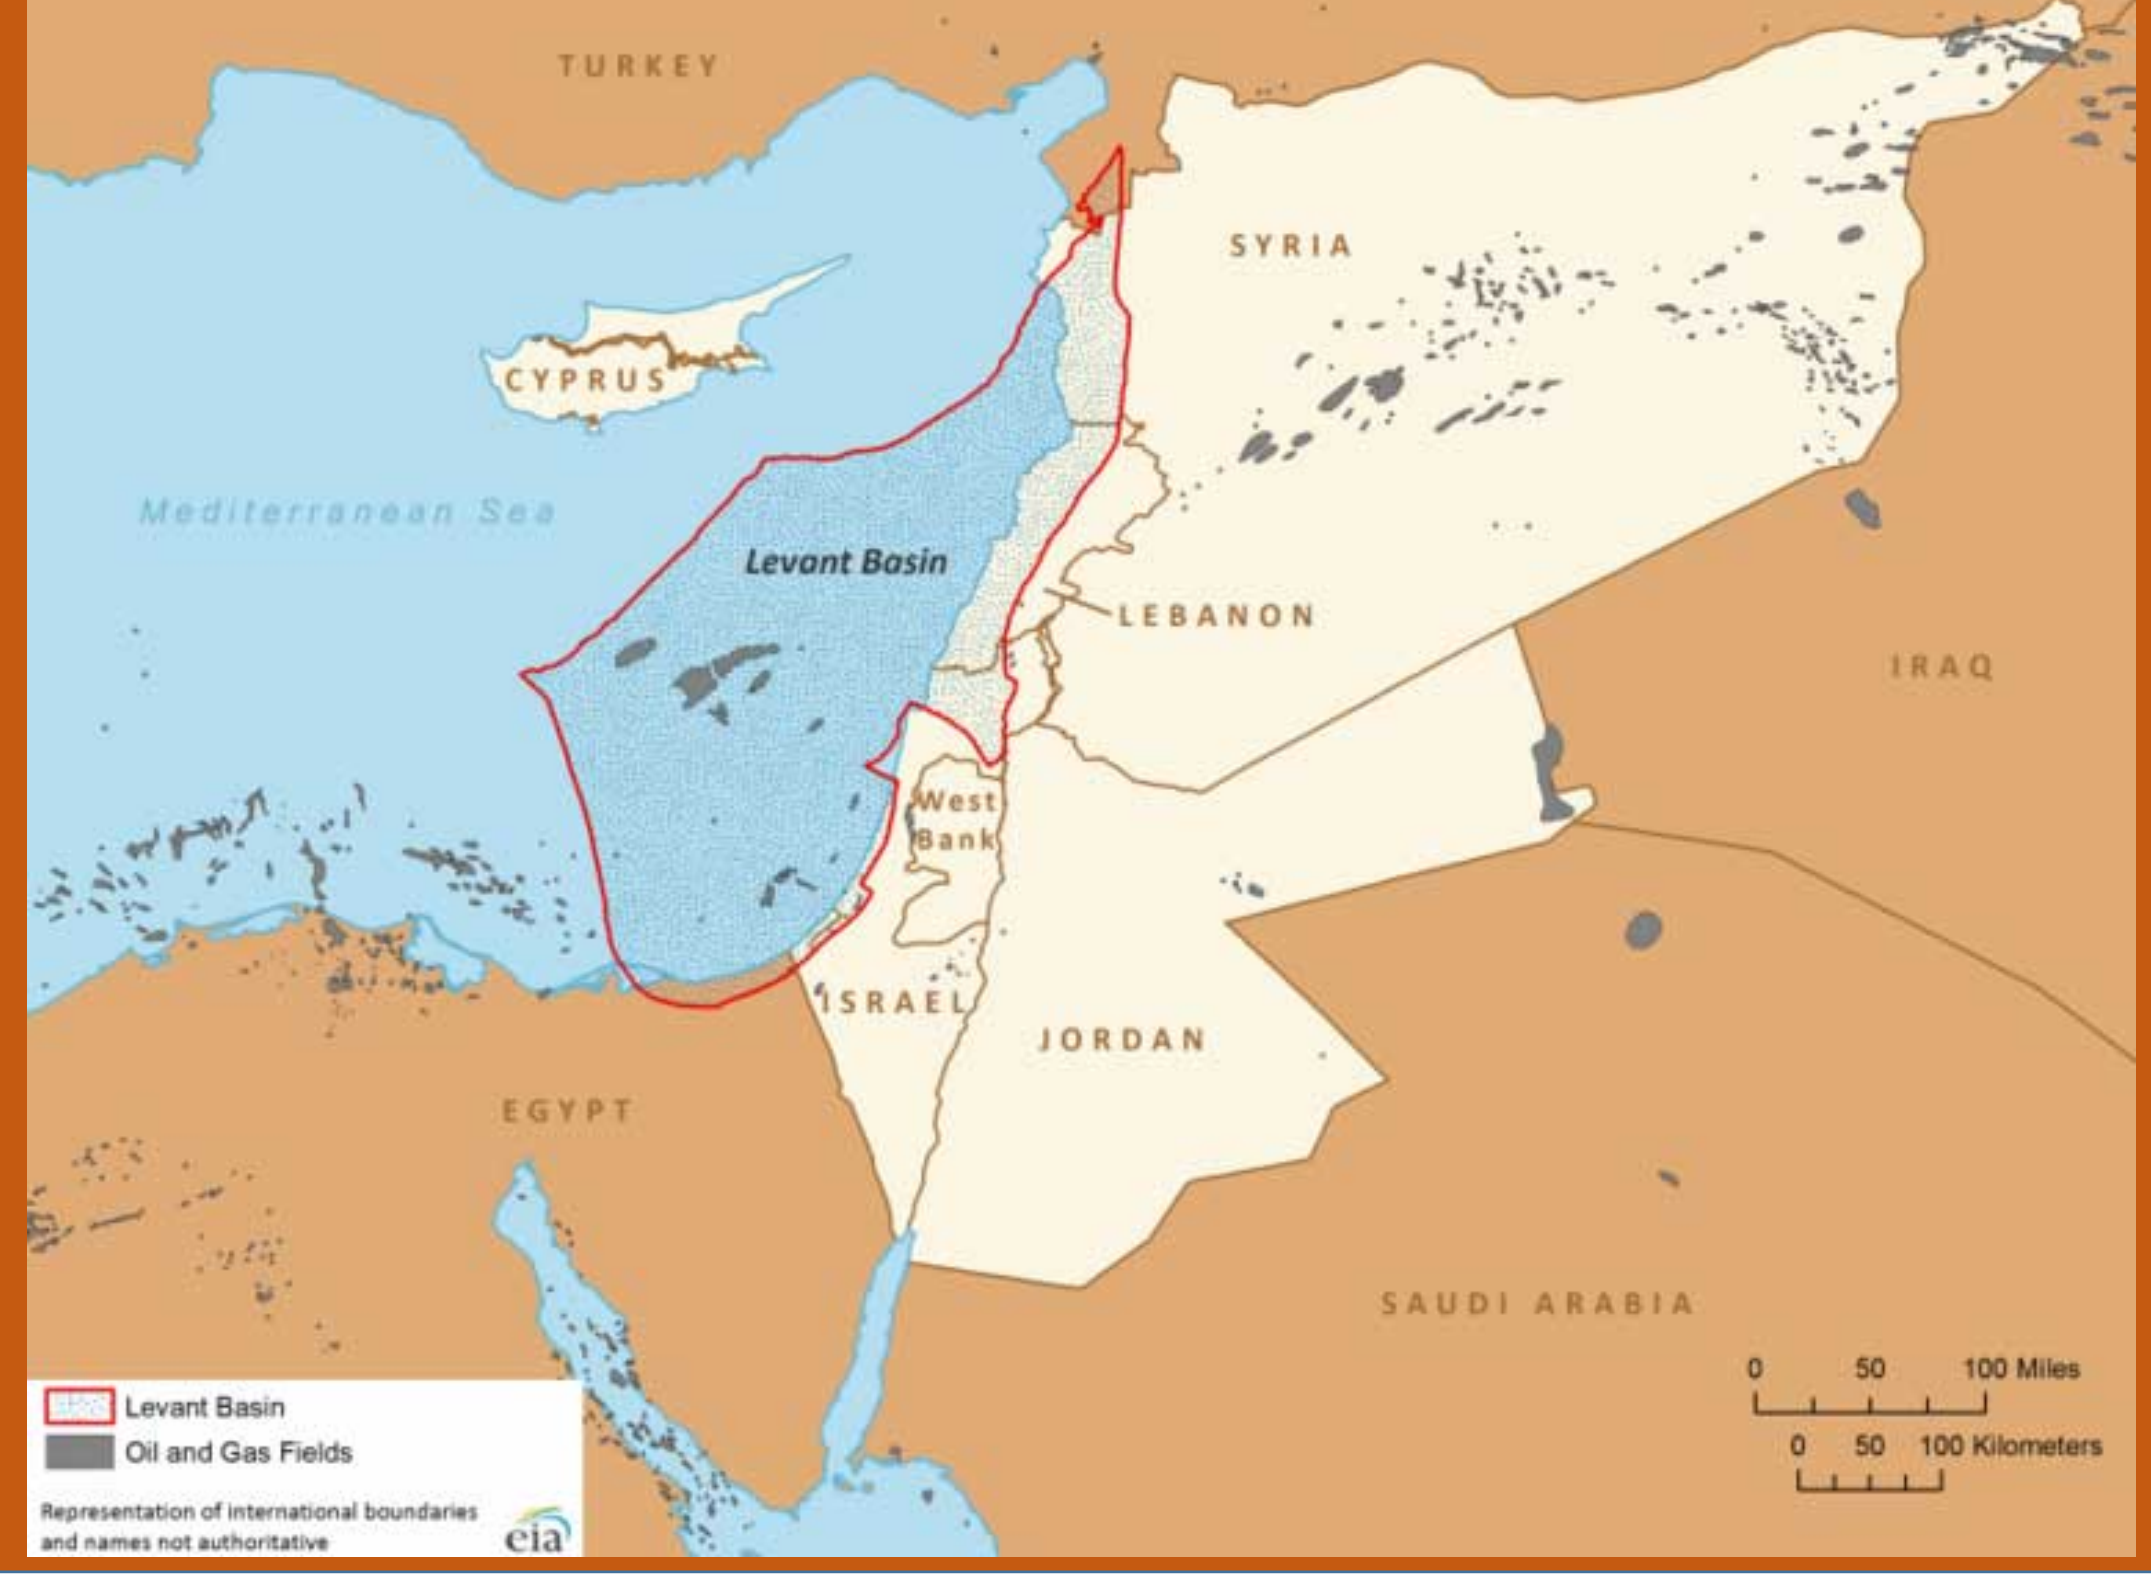 TURKEY
SYRIA
CYPRUS
Mediterranean Sea
Levant Basin
LEBANON
IRAQ
West
Bank
ISRAEL
JORDAN
EGYPT
SAUDI ARABIA
0 50 100 Miles
0 50 100 Kilometers
Levant Basin
Oil and Gas Fields
Representation of international boundaries
and names not authoritative
eia